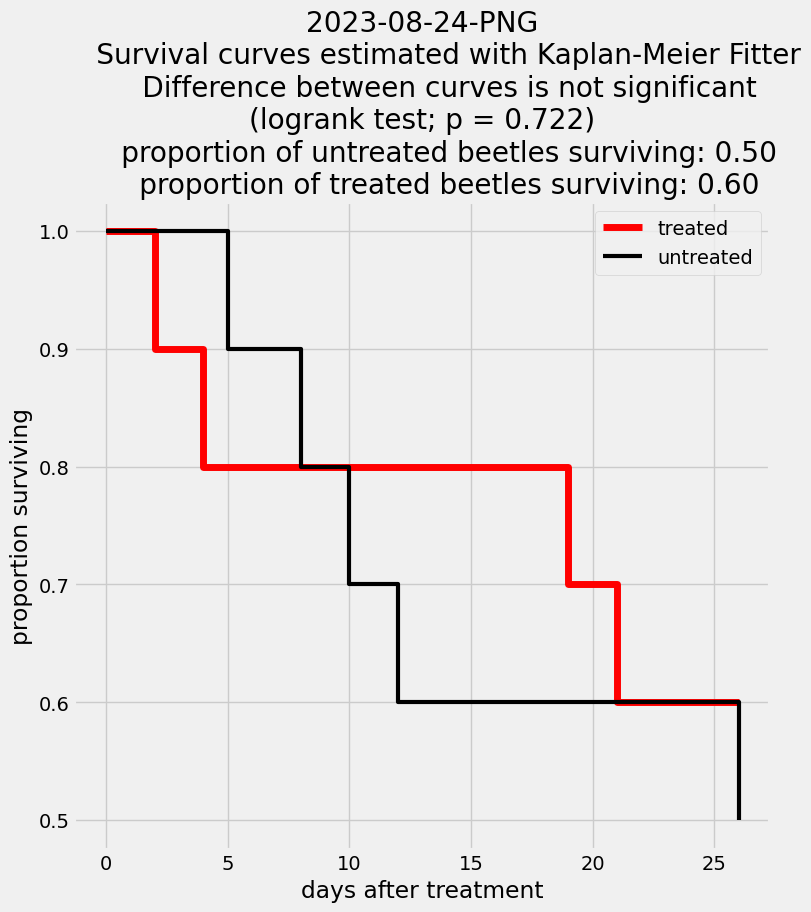 2023-08-24-PNG
Survival curves estimated with Kaplan-Meier Fitter
Difference between curves is not significant
(logrank test; p = 0.722)
proportion of untreated beetles surviving: 0.50
proportion of treated beetles surviving: 0.60
treated
untreated
1.0
0.9
0.8
0.7
0.6
0.5
proportion surviving
0
5
10
15
20
25
days after treatment